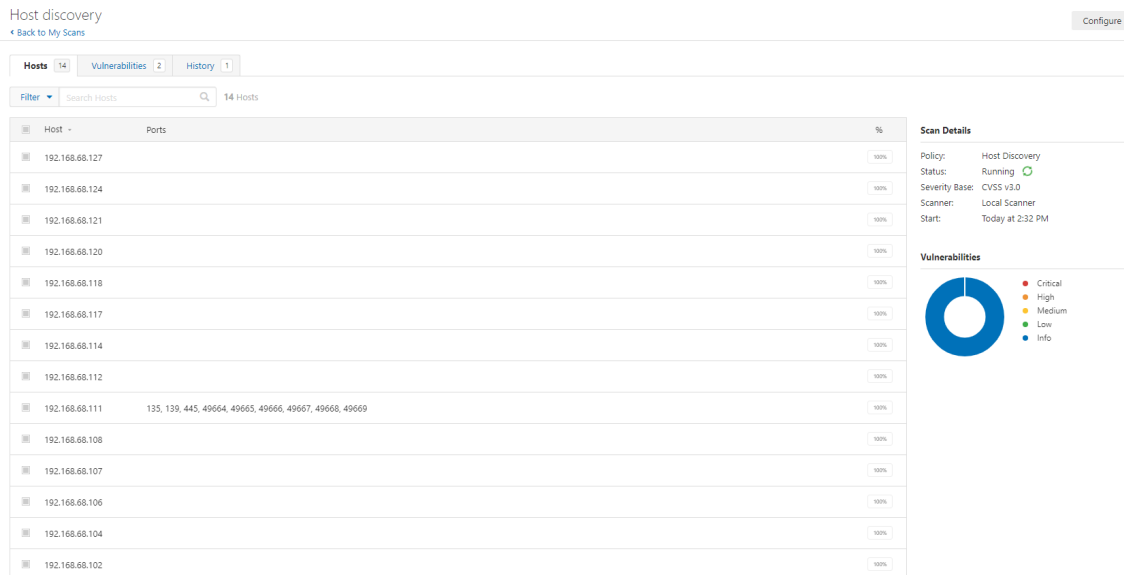 Host discovery
Configure
Back to My Scans
Hosts 14 Vulnerabilities 2 History 1
Filter Search Hosts 14 Hosts
Host Ports %
192.168.68.127 100%
192.168.68.124 100%
192.168.68.121 100%
192.168.68.120 100%
192.168.68.118 100%
192.168.68.117 100%
192.168.68.114 100%
192.168.68.112 100%
192.168.68.111 135, 139, 445, 49664, 49665, 49666, 49667, 49668, 49669 100%
192.168.68.108 100%
192.168.68.107 100%
192.168.68.106 100%
192.168.68.104 100%
192.168.68.102 100%
Scan Details
Policy: Host Discovery
Status: Running
Severity Base: CVSS v3.0
Scanner: Local Scanner
Start: Today at 2:32 PM
Vulnerabilities
Critical
High
Medium
Low
Info